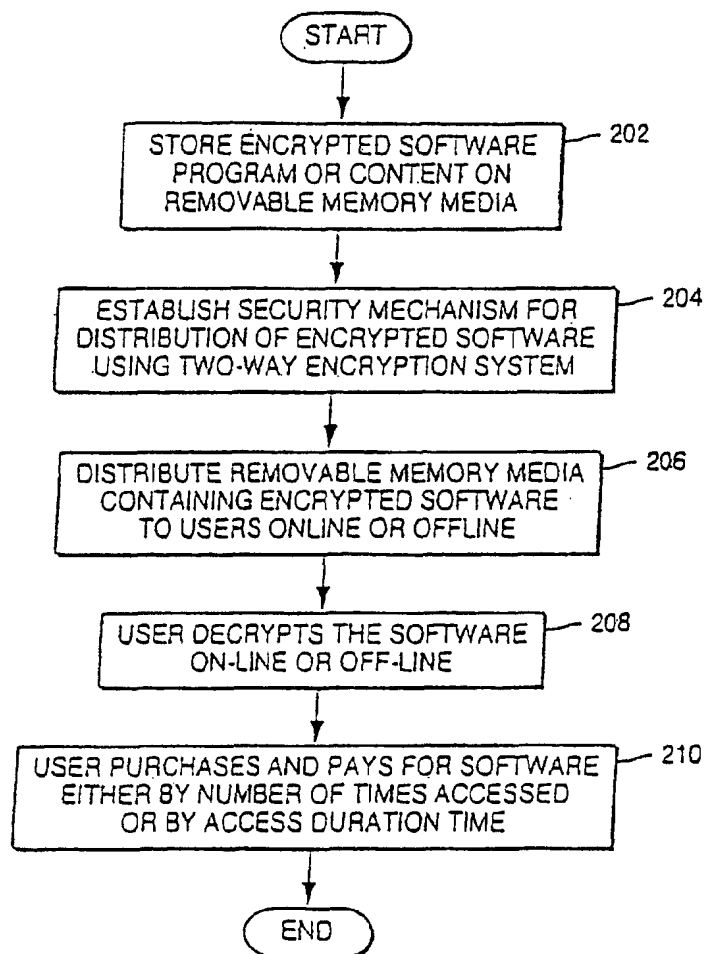 START
STORE ENCRYPTED SOFTWARE
PROGRAM OR CONTENT ON
REMOVABLE MEMORY MEDIA
202
ESTABLISH SECURITY MECHANISM FOR
DISTRIBUTION OF ENCRYPTED SOFTWARE
USING TWO-WAY ENCRYPTION SYSTEM
204
DISTRIBUTE REMOVABLE MEMORY MEDIA
CONTAINING ENCRYPTED SOFTWARE
TO USERS ONLINE OR OFFLINE
206
USER DECRYPTS THE SOFTWARE
ON-LINE OR OFF-LINE
208
USER PURCHASES AND PAYS FOR SOFTWARE
EITHER BY NUMBER OF TIMES ACCESSED
OR BY ACCESS DURATION TIME
210
END